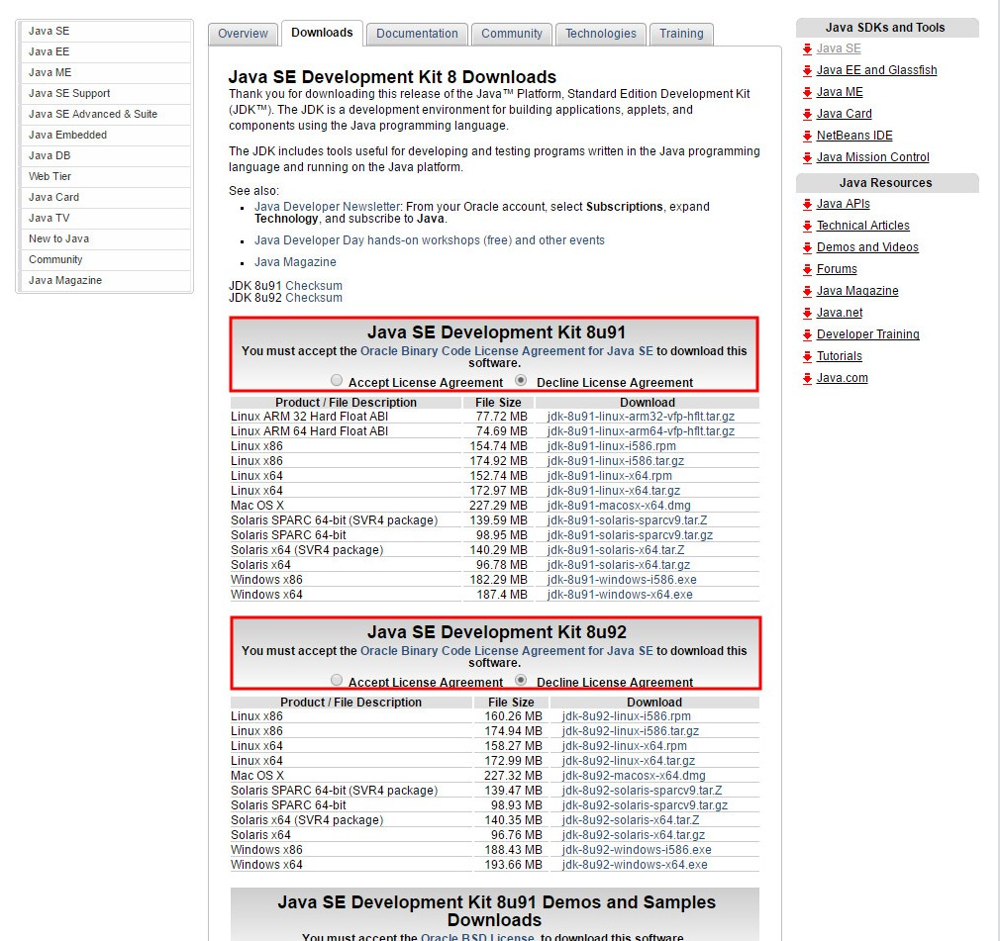 Java SE
Java EE
Java ME
Java SE Support
Java SE Advanced & Suite
Java Embedded
Java DB
Web Tier
Java Card
Java TV
New to Java
Community
Java Magazine
Overview Downloads Documentation Community Technologies Training
Java SE Development Kit 8 Downloads
Thank you for downloading this release of the Java™ Platform, Standard Edition Development Kit
(JDK™). The JDK is a development environment for building applications, applets, and
components using the Java programming language.
The JDK includes tools useful for developing and testing programs written in the Java programming
language and running on the Java platform.
See also:
Java Developer Newsletter: From your Oracle account, select Subscriptions, expand
Technology, and subscribe to Java.
Java Developer Day hands-on workshops (free) and other events
Java Magazine
JDK 8u91 Checksum
JDK 8u92 Checksum
Java SE Development Kit 8u91
You must accept the Oracle Binary Code License Agreement for Java SE to download this
software.
Accept License Agreement Decline License Agreement
Product / File Description File Size Download
Linux ARM 32 Hard Float ABI 77.72 MB jdk-8u91-linux-arm32-vfp-hflt.tar.gz
Linux ARM 64 Hard Float ABI 74.69 MB jdk-8u91-linux-arm64-vfp-hflt.tar.gz
Linux x86 154.74 MB jdk-8u91-linux-i586.rpm
Linux x86 174.92 MB jdk-8u91-linux-i586.tar.gz
Linux x64 152.74 MB jdk-8u91-linux-x64.rpm
Linux x64 172.97 MB jdk-8u91-linux-x64.tar.gz
Mac OS X 227.29 MB jdk-8u91-macosx-x64.dmg
Solaris SPARC 64-bit (SVR4 package) 139.59 MB jdk-8u91-solaris-sparcv9.tar.Z
Solaris SPARC 64-bit 98.95 MB jdk-8u91-solaris-sparcv9.tar.gz
Solaris x64 (SVR4 package) 140.29 MB jdk-8u91-solaris-x64.tar.Z
Solaris x64 96.78 MB jdk-8u91-solaris-x64.tar.gz
Windows x86 182.29 MB jdk-8u91-windows-i586.exe
Windows x64 187.4 MB jdk-8u91-windows-x64.exe
Java SE Development Kit 8u92
You must accept the Oracle Binary Code License Agreement for Java SE to download this
software.
Accept License Agreement Decline License Agreement
Product / File Description File Size Download
Linux x86 160.26 MB jdk-8u92-linux-i586.rpm
Linux x86 174.94 MB jdk-8u92-linux-i586.tar.gz
Linux x64 158.27 MB jdk-8u92-linux-x64.rpm
Linux x64 172.99 MB jdk-8u92-linux-x64.tar.gz
Mac OS X 227.32 MB jdk-8u92-macosx-x64.dmg
Solaris SPARC 64-bit (SVR4 package) 139.47 MB jdk-8u92-solaris-sparcv9.tar.Z
Solaris SPARC 64-bit 98.93 MB jdk-8u92-solaris-sparcv9.tar.gz
Solaris x64 (SVR4 package) 140.35 MB jdk-8u92-solaris-x64.tar.Z
Solaris x64 96.76 MB jdk-8u92-solaris-x64.tar.gz
Windows x86 188.43 MB jdk-8u92-windows-i586.exe
Windows x64 193.66 MB jdk-8u92-windows-x64.exe
Java SE Development Kit 8u91 Demos and Samples
Downloads
You must accept the Oracle BSD License. to download this software.
Java SDKs and Tools
Java SE
Java EE and Glassfish
Java ME
Java Card
NetBeans IDE
Java Mission Control
Java Resources
Java APIs
Technical Articles
Demos and Videos
Forums
Java Magazine
Java.net
Developer Training
Tutorials
Java.com